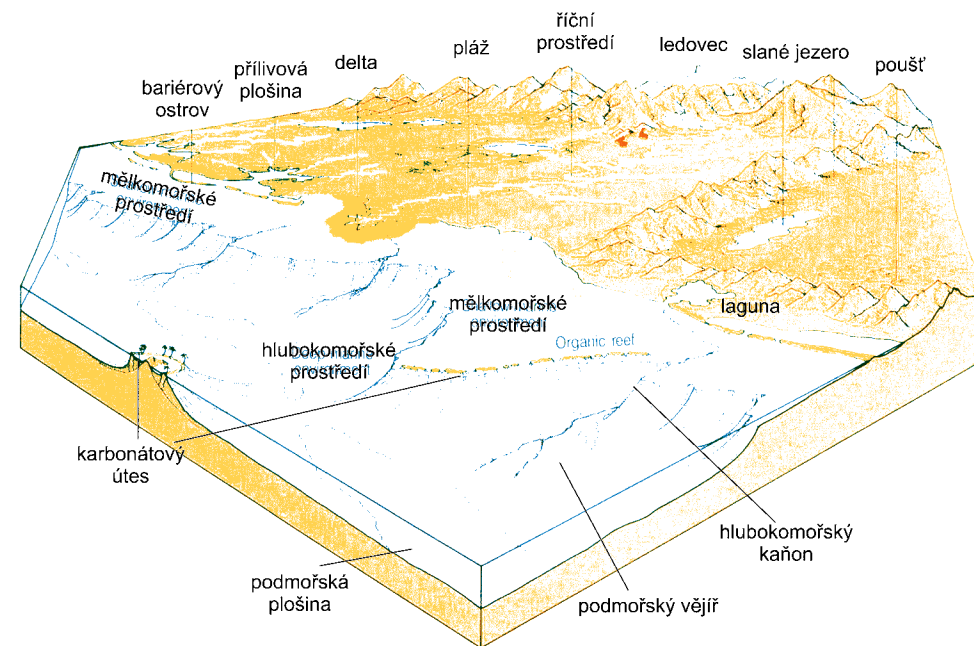 říční
prostředí
ledovec
pláž
slané jezero
delta
přílivová
plošina
poušť
bariérový
ostrov
mělkomořské
prostředí
mělkomořské
prostředí
laguna
Organic reef
hlubokomořské
prostředí
karbonátový
útes
hlubokomořský
kaňon
podmořská
plošina
podmořský vějíř